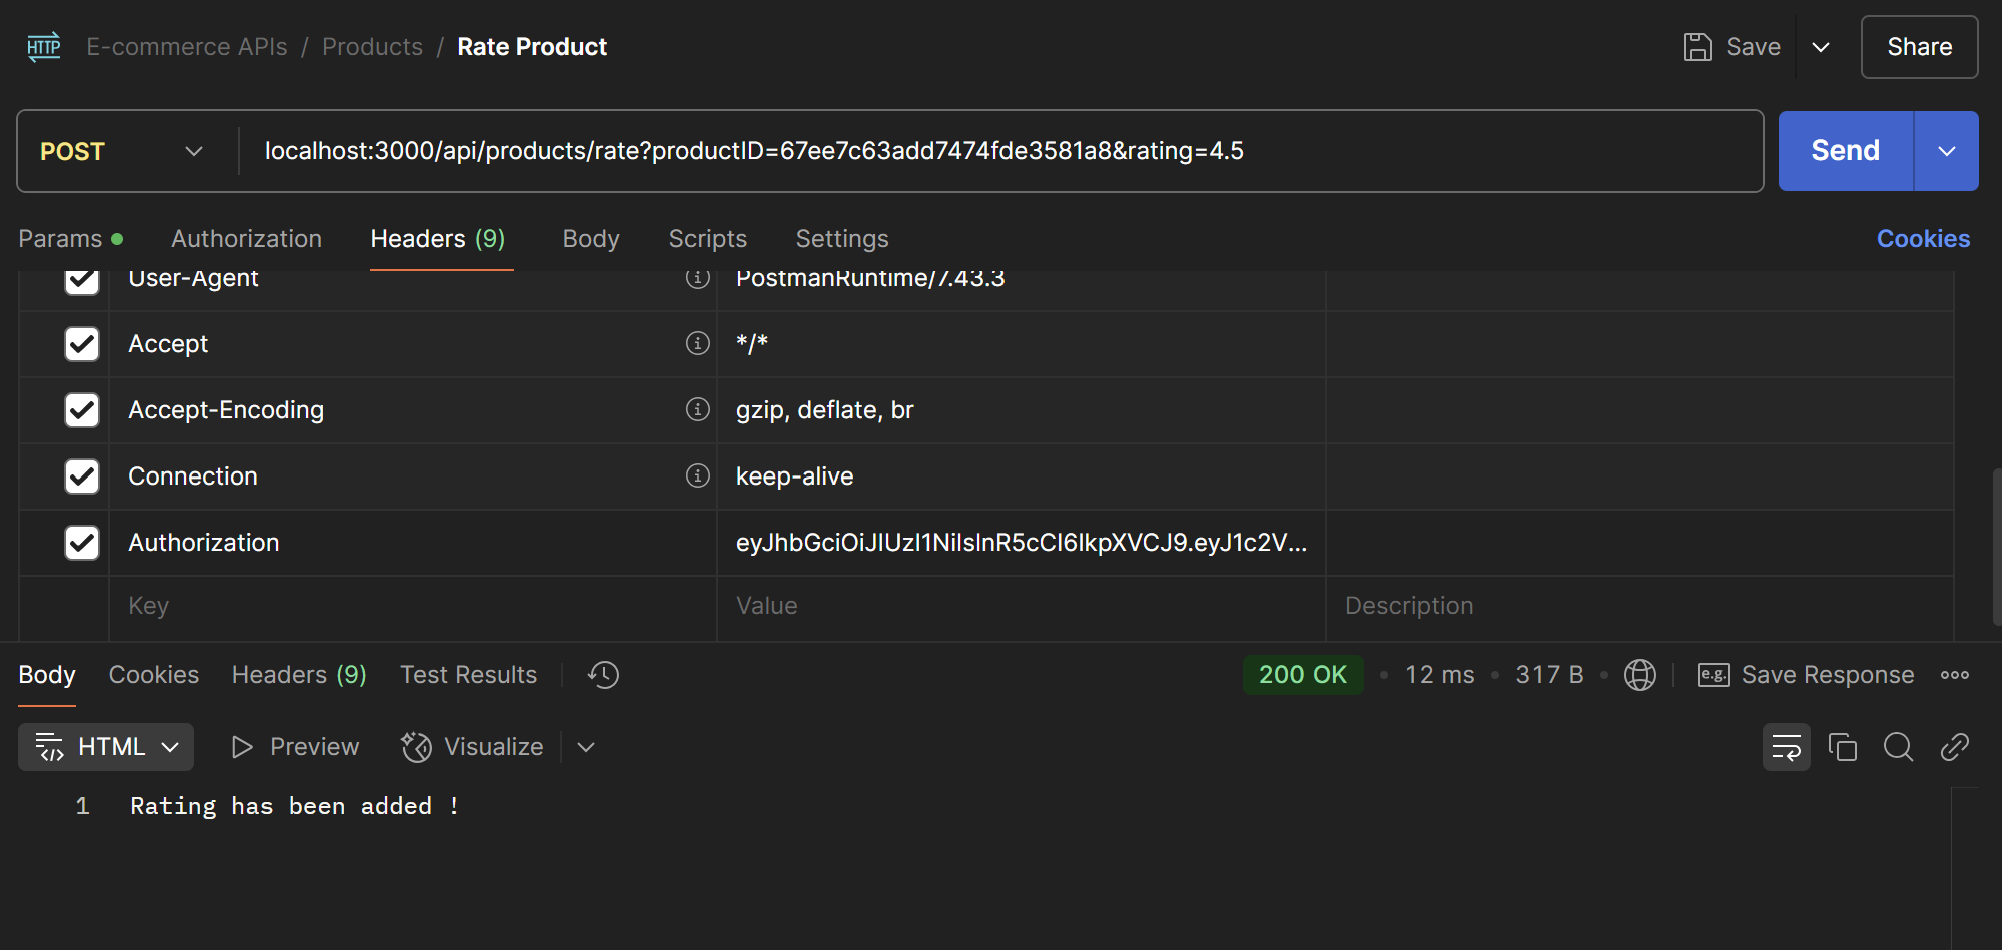 HTTP E-commerce APIs / Products / Rate Product Save Share
POST localhost:3000/api/products/rate?productID=67ee7c63add7474fde3581a8&rating=4.5 Send
Params Authorization Headers (9) Body Scripts Settings Cookies
User-Agent PostmanRuntime/7.43.3
Accept */*
Accept-Encoding gzip, deflate, br
Connection keep-alive
Authorization eyJhbGciOiJIUzI1NiIsInR5cCI6IkpXVCJ9.eyJ1c2V...
Key Value Description
Body Cookies Headers (9) Test Results 200 OK • 12 ms • 317 B • e.g. Save Response
HTML Preview Visualize
1 Rating has been added !